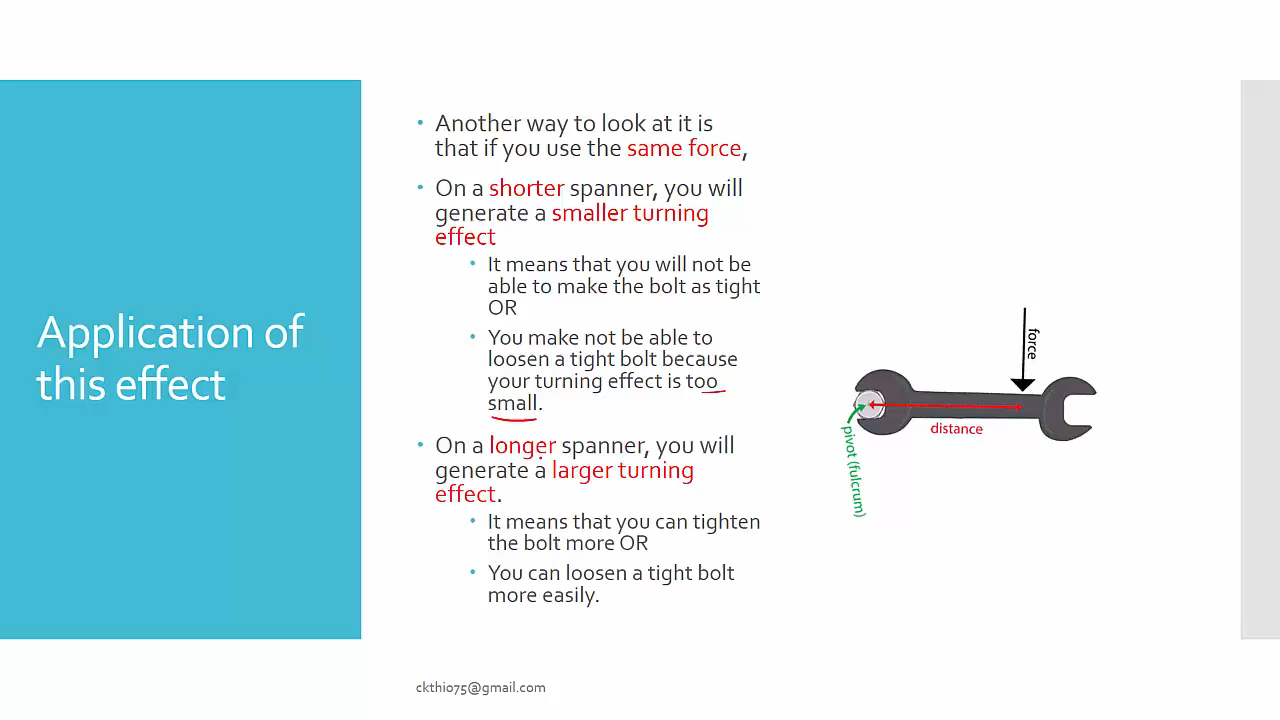 Application of
this effect
Another way to look at it is
that if you use the same force,
On a shorter spanner, you will
generate a smaller turning
effect
It means that you will not be
able to make the bolt as tight
OR
You make not be able to
loosen a tight bolt because
your turning effect is too
small.
On a longer spanner, you will
generate a larger turning
effect.
It means that you can tighten
the bolt more OR
You can loosen a tight bolt
more easily.
force
distance
pivot (fulcrum)
ckthio75@gmail.com